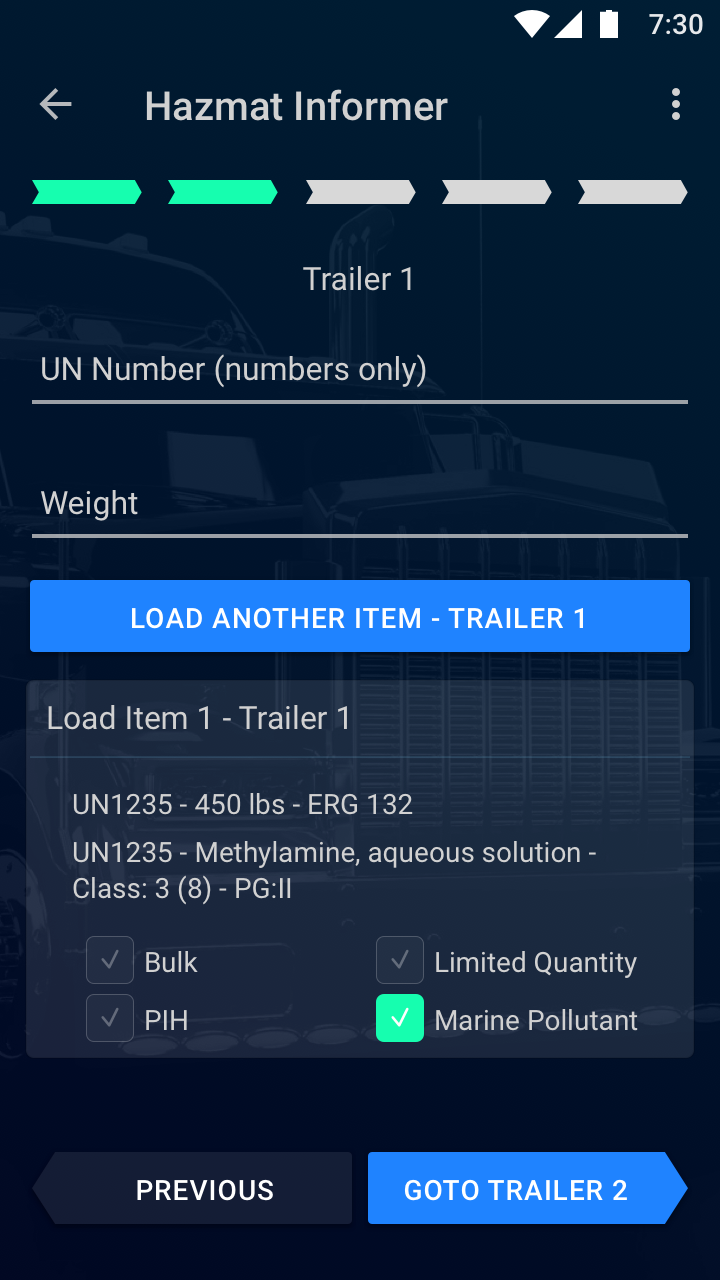 7:30
Hazmat Informer
Trailer 1
UN Number (numbers only)
Weight
LOAD ANOTHER ITEM - TRAILER 1
Load Item 1 - Trailer 1
UN1235 - 450 lbs - ERG 132
UN1235 - Methylamine, aqueous solution -
Class: 3 (8) - PG:II
Bulk
Limited Quantity
PIH
Marine Pollutant
PREVIOUS
GOTO TRAILER 2